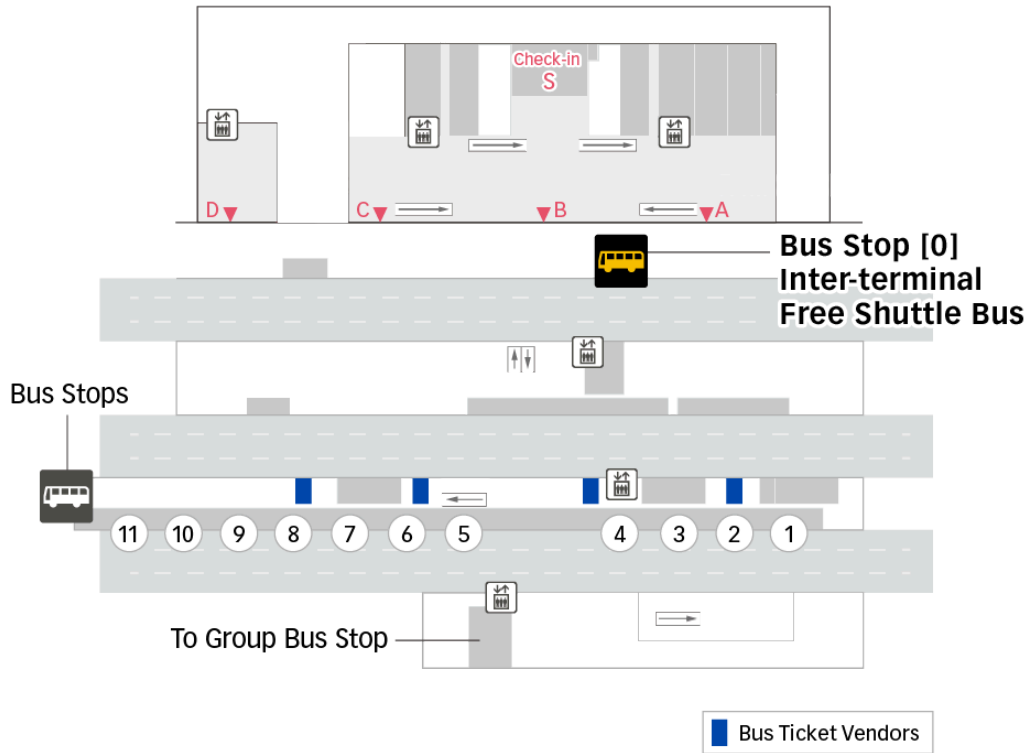 Check-in
S
D
C
B
A
Bus Stop [0]
Inter-terminal
Free Shuttle Bus
Bus Stops
11 10 9 8 7 6 5 4 3 2 1
To Group Bus Stop
Bus Ticket Vendors